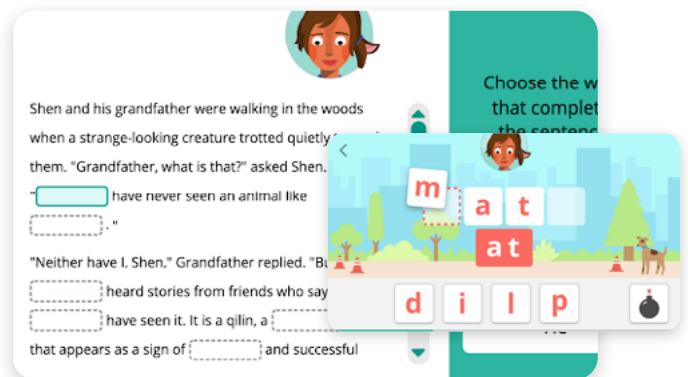 Shen and his grandfather were walking in the woods
when a strange-looking creature trotted quietly
them. "Grandfather, what is that?" asked Shen.
" have never seen an animal like
. "
"Neither have I, Shen." Grandfather replied. "Bu
heard stories from friends who say
have seen it. It is a qilin, a
that appears as a sign of and successful
Choose the w
that complet
the sentenc
m a t
at
d i l p